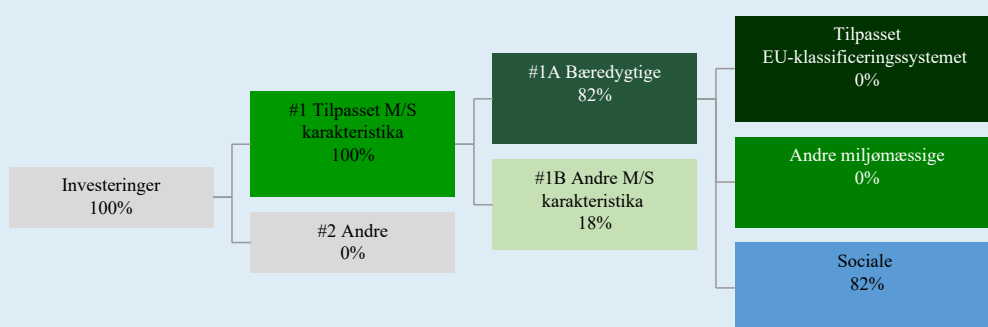 Investeringer
100%
#1 Tilpasset M/S
karakteristika
100%
#2 Andre
0%
#1A Bæredygtige
82%
#1B Andre M/S
karakteristika
18%
Tilpasset
EU-klassificeringssystemet
0%
Andre miljømæssige
0%
Sociale
82%